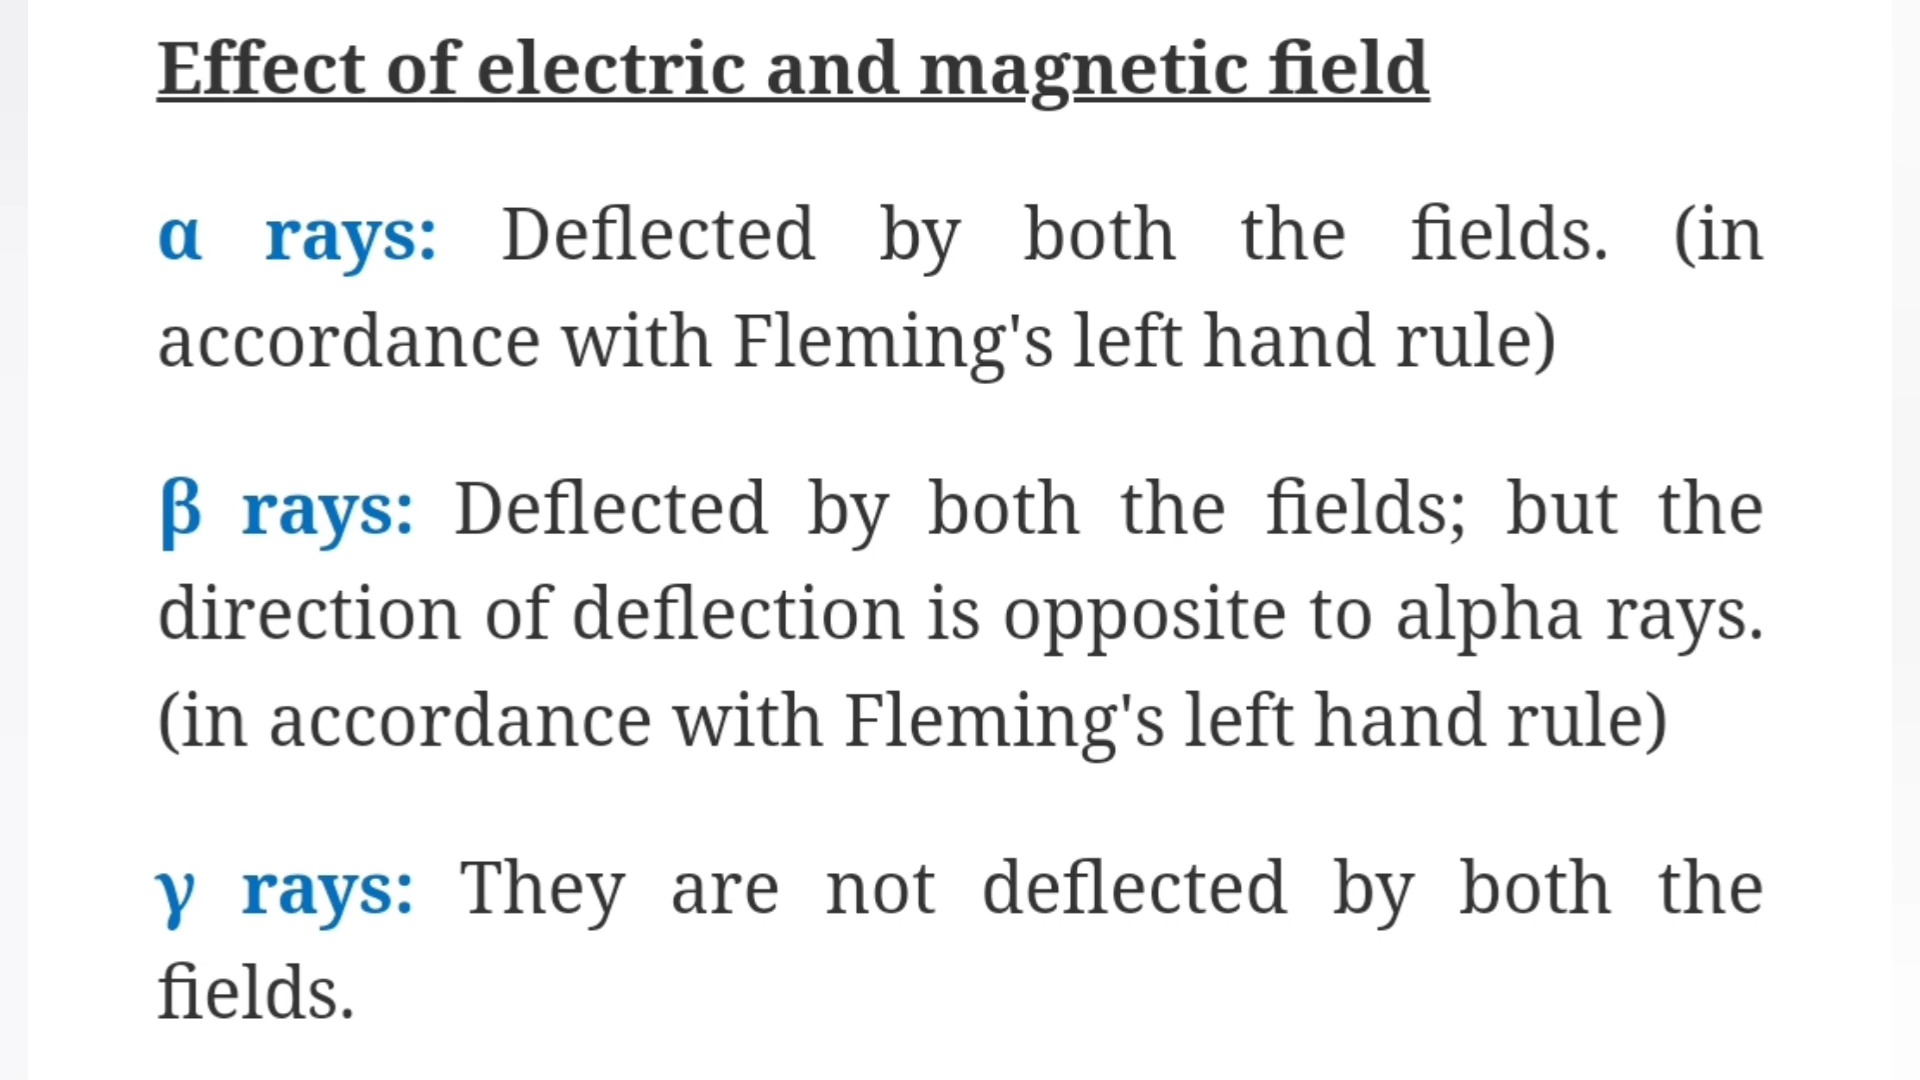 Effect of electric and magnetic field
α rays: Deflected by both the fields. (in
accordance with Fleming's left hand rule)
β rays: Deflected by both the fields; but the
direction of deflection is opposite to alpha rays.
(in accordance with Fleming's left hand rule)
γ rays: They are not deflected by both the
fields.